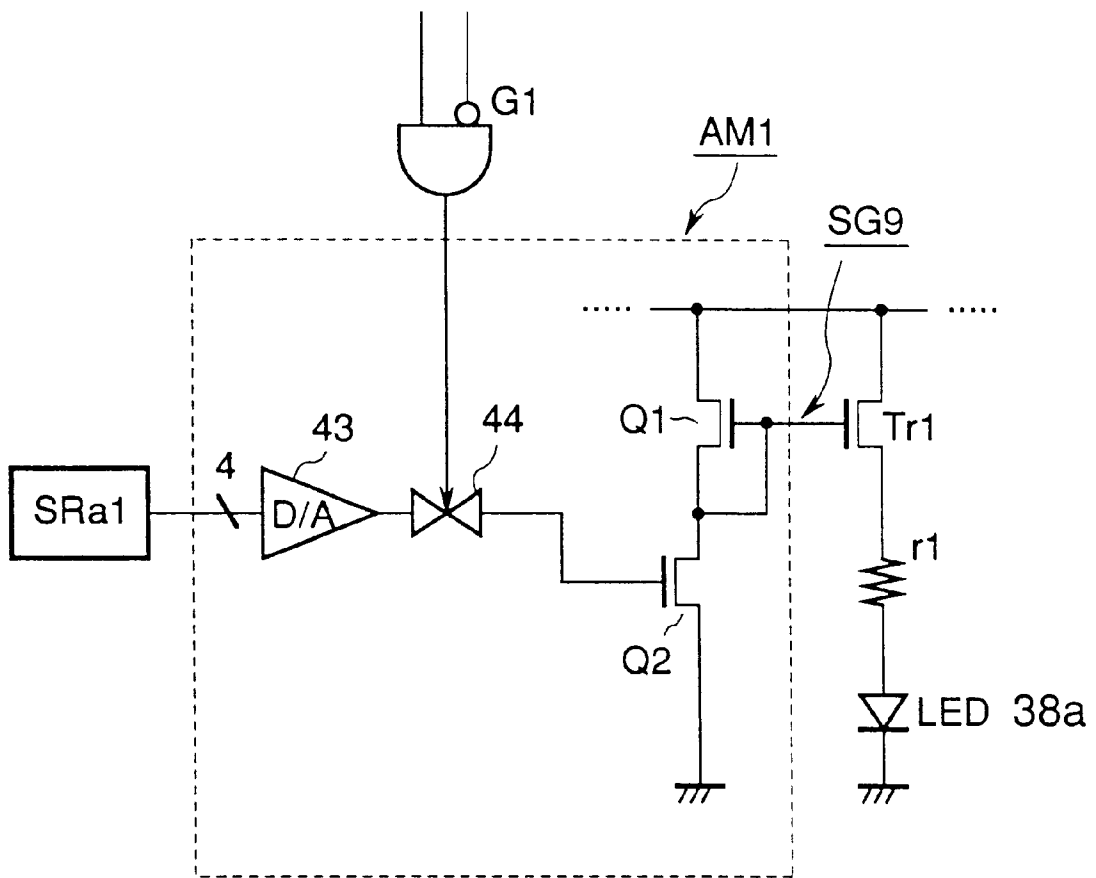 G1
AM1
SG9
.....
.....
Q1
Tr1
43
44
4
SRa1
D/A
r1
Q2
LED 38a